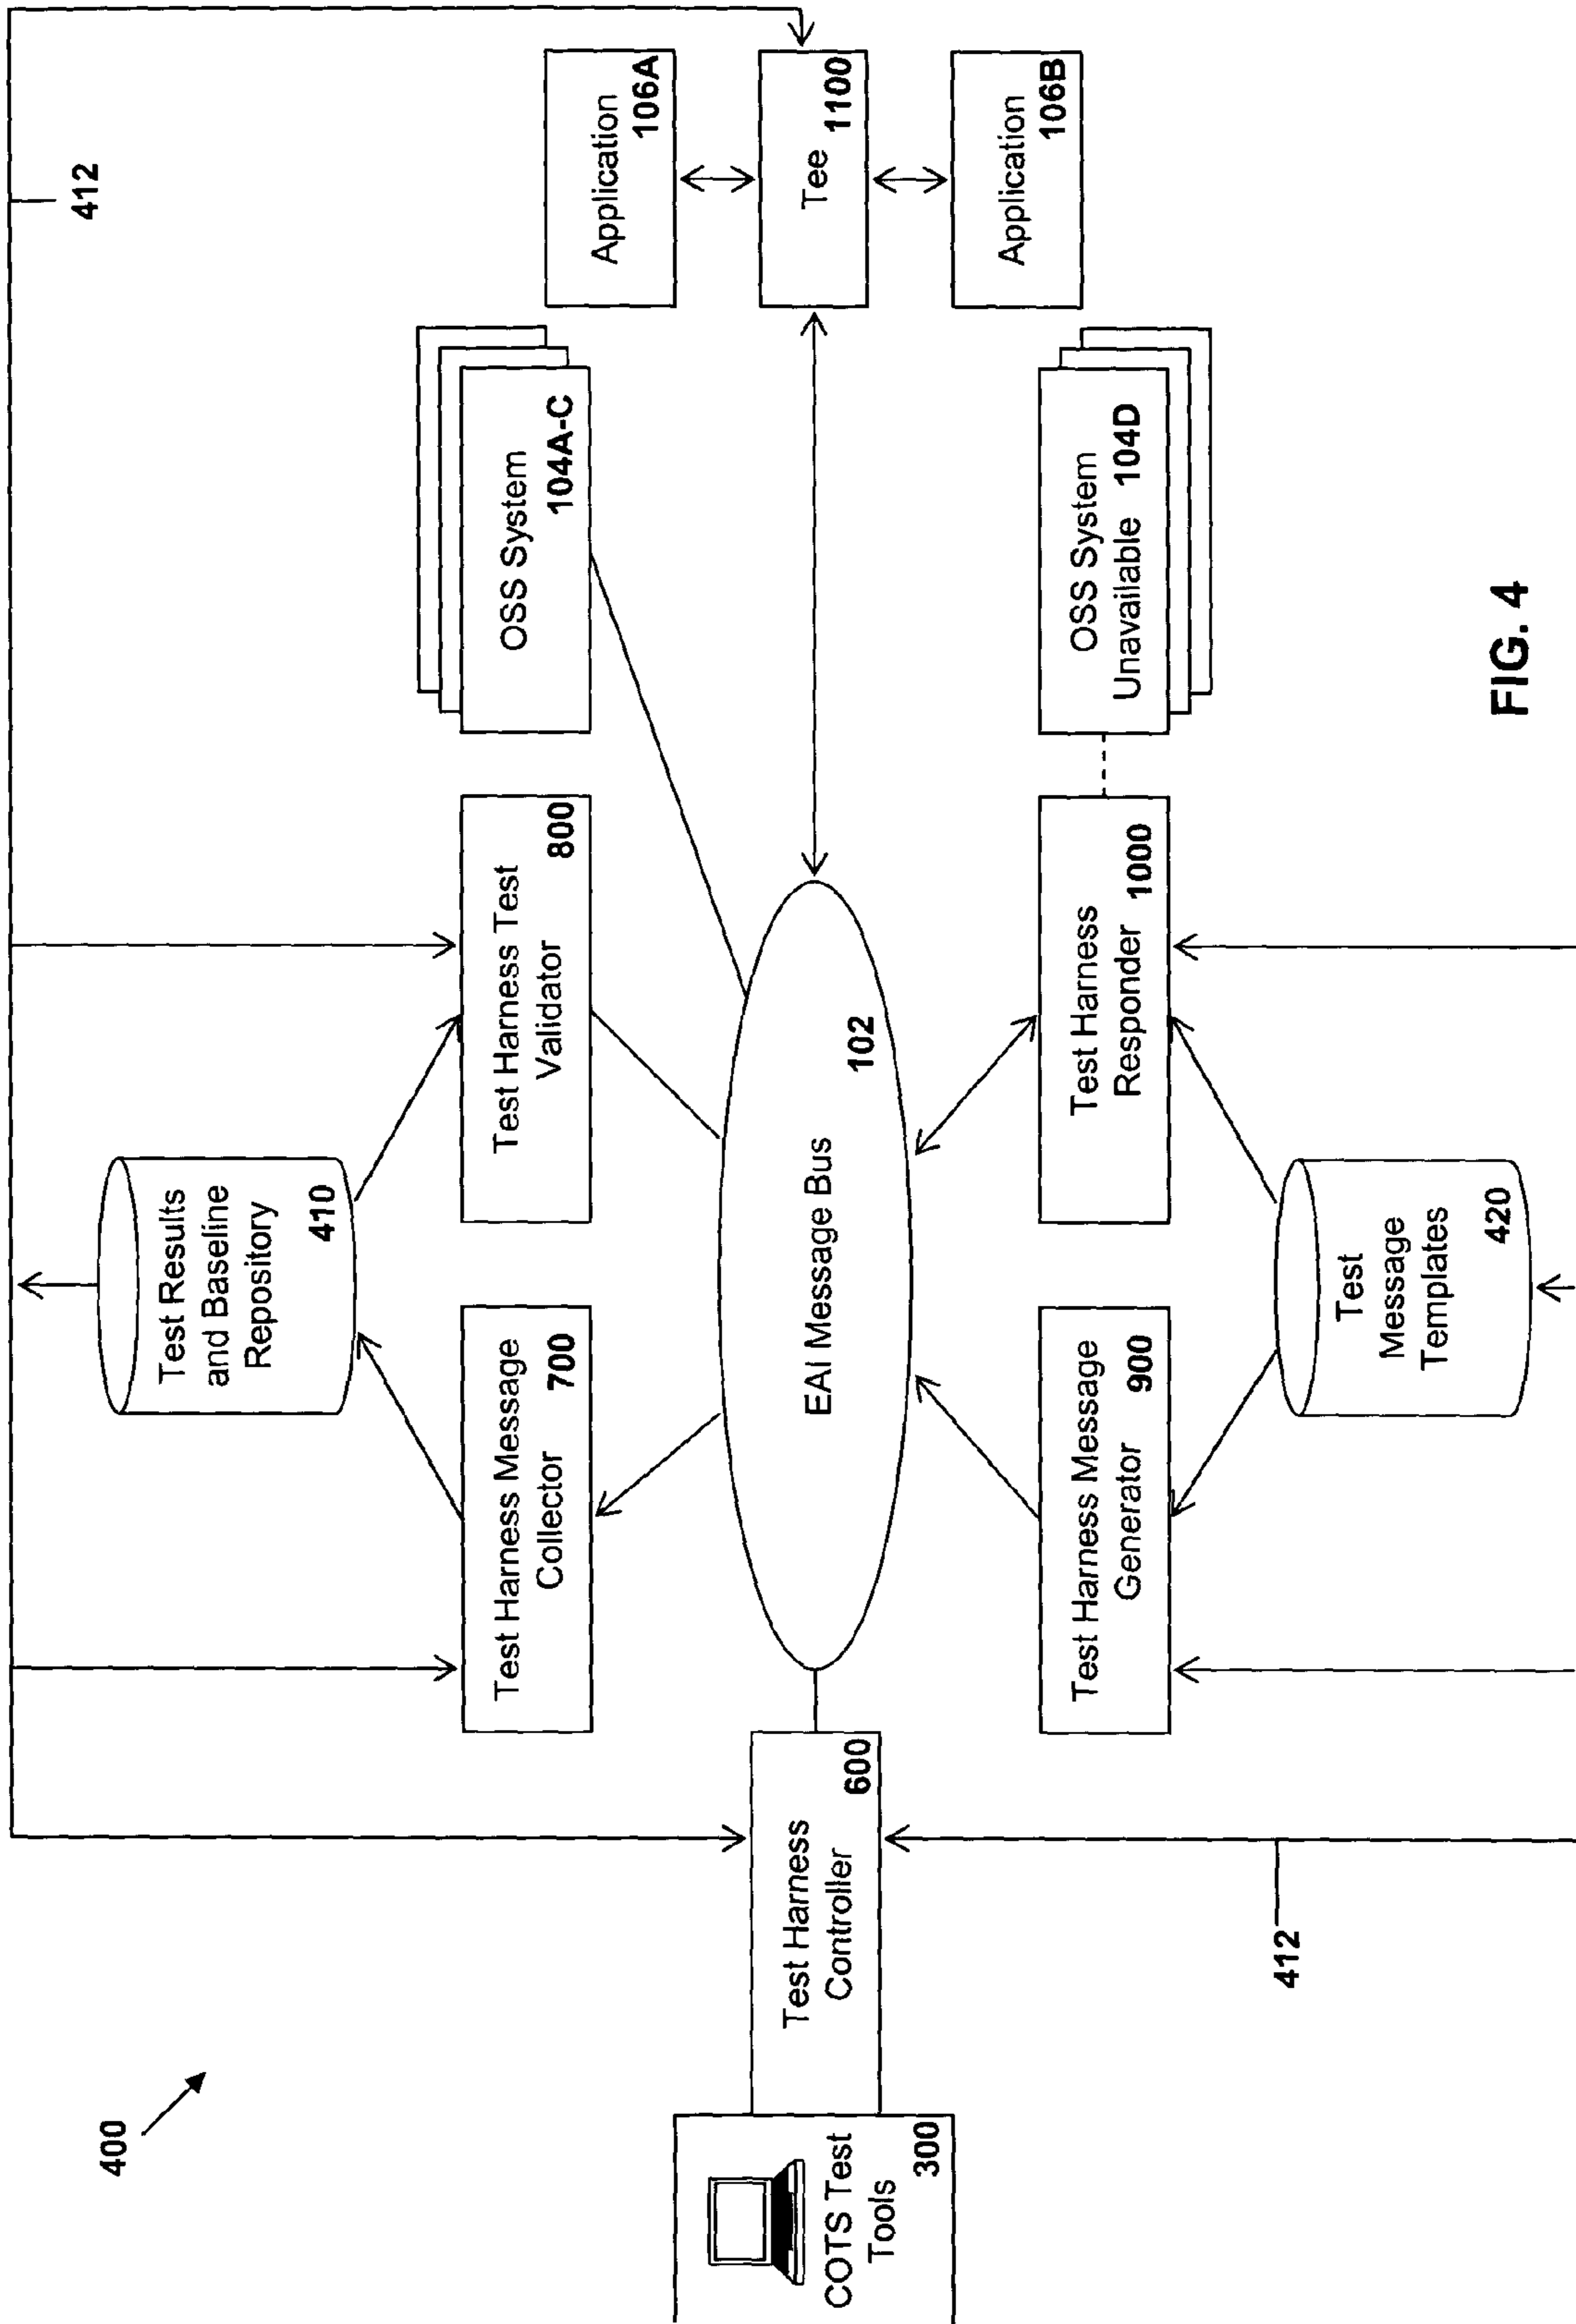 400
412
Test Results
and Baseline
Repository
410
Test Harness Message
Collector 700
Test Harness Test
Validator 800
OSS System
104A-C
Application
106A
COTS Test
Tools
300
Test Harness
Controller
600
EAI Message Bus
102
Tee 1100
Test Harness Message
Generator 900
Test Harness
Responder 1000
OSS System
Unavailable 104D
Application
106B
412
Test
Message
Templates
420
FIG. 4